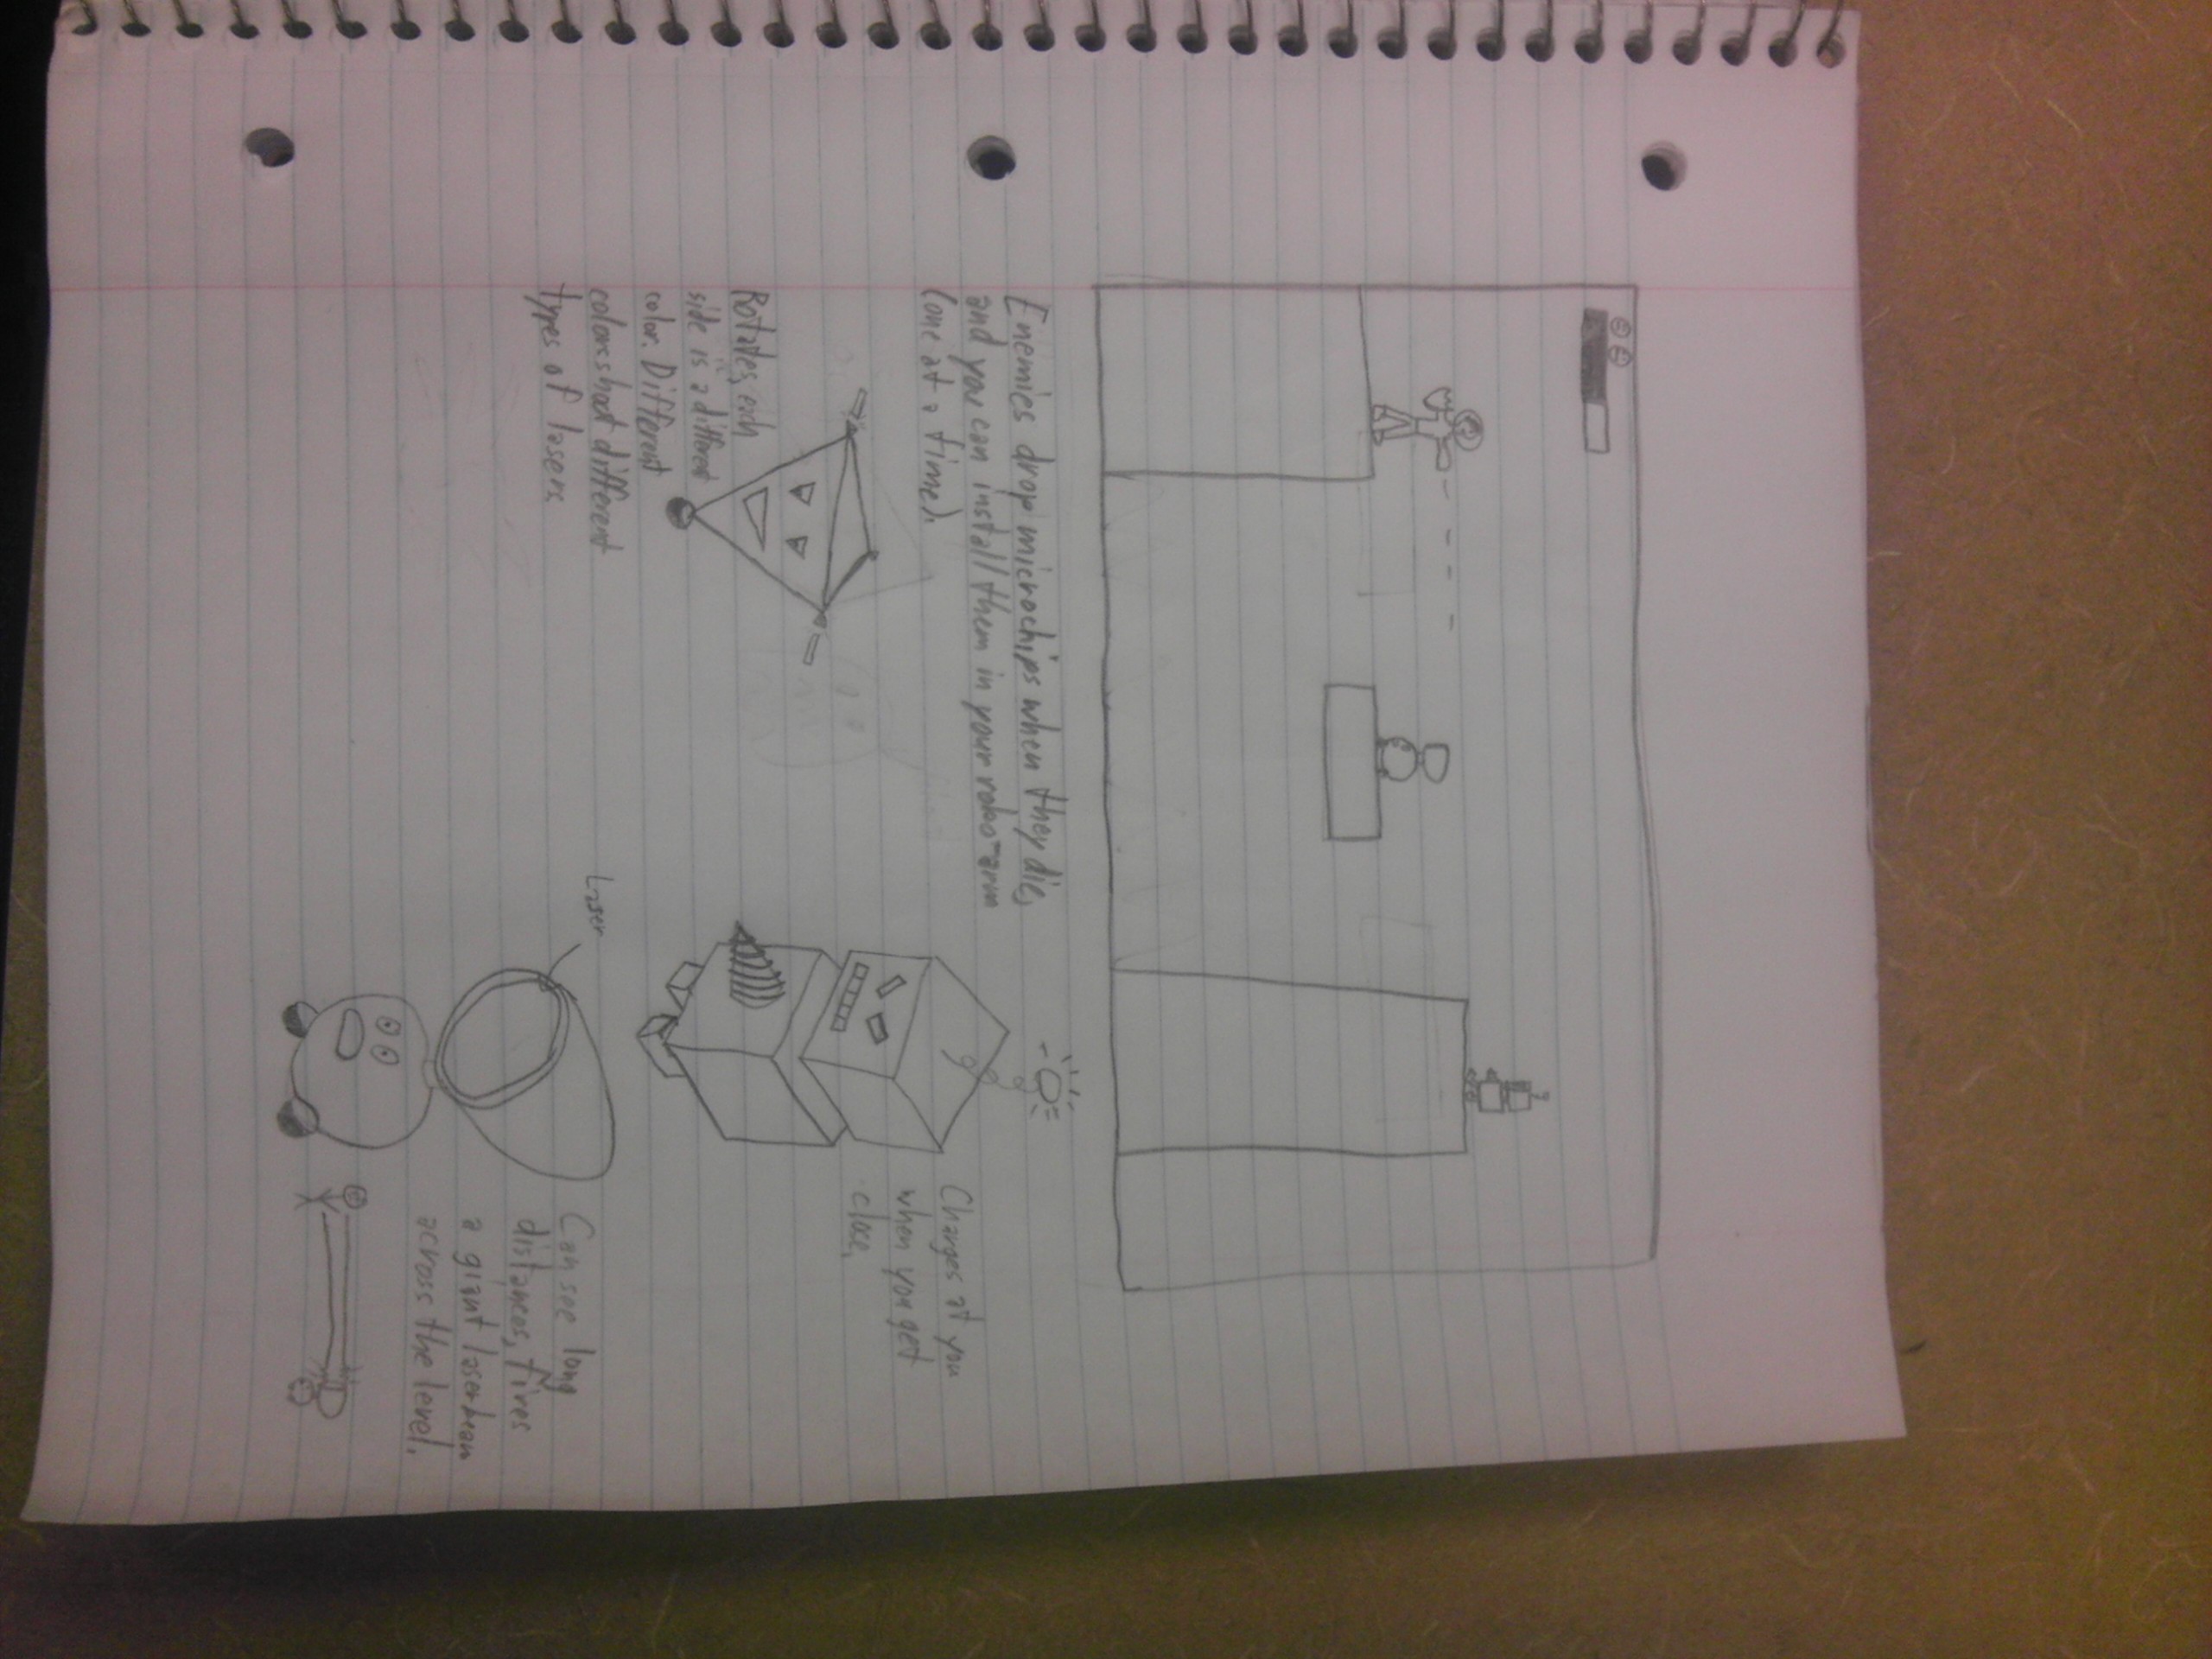 Enemies drop microchips when they die,
and you can install them in your robo-arm
(one at a time).
Rotates, each
side is a different
color. Different
colors shoot different
types of lasers
Charges at you
when you get
close.
Laser
Can see long
distances, fires
a giant laser beam
across the level.